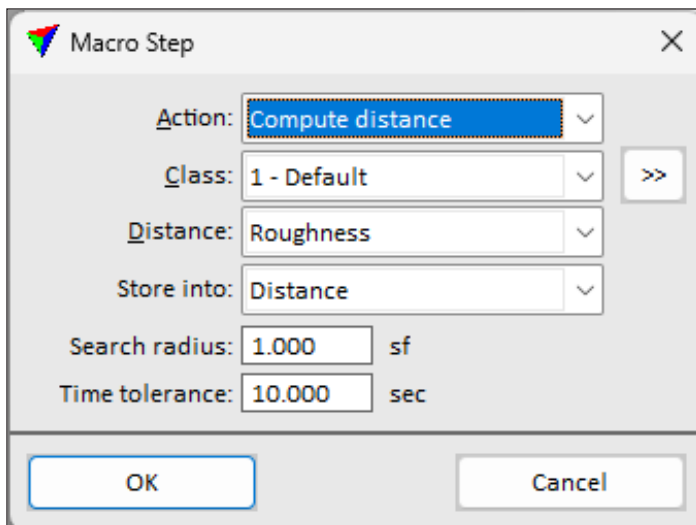 Macro Step
Action: Compute distance
Class: 1 - Default >>
Distance: Roughness
Store into: Distance
Search radius: 1.000 sf
Time tolerance: 10.000 sec
OK Cancel